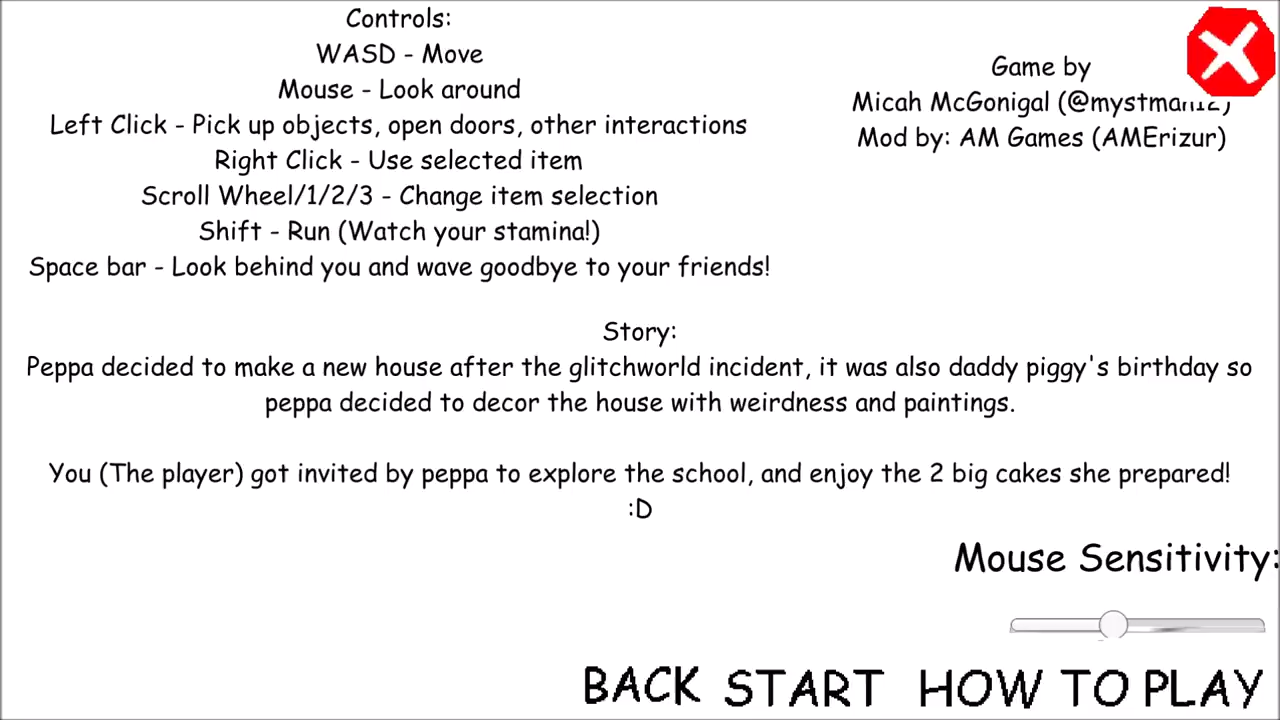 Controls:
WASD - Move
Mouse - Look around
Left Click - Pick up objects, open doors, other interactions
Right Click - Use selected item
Scroll Wheel/1/2/3 - Change item selection
Shift - Run (Watch your stamina!)
Space bar - Look behind you and wave goodbye to your friends!
Game by
Micah McGonigal (@mystman12)
Mod by: AM Games (AMErizur)
Story:
Peppa decided to make a new house after the glitchworld incident, it was also daddy piggy's birthday so
peppa decided to decor the house with weirdness and paintings.
You (The player) got invited by peppa to explore the school, and enjoy the 2 big cakes she prepared!
:D
Mouse Sensitivity:
BACK START HOW TO PLAY